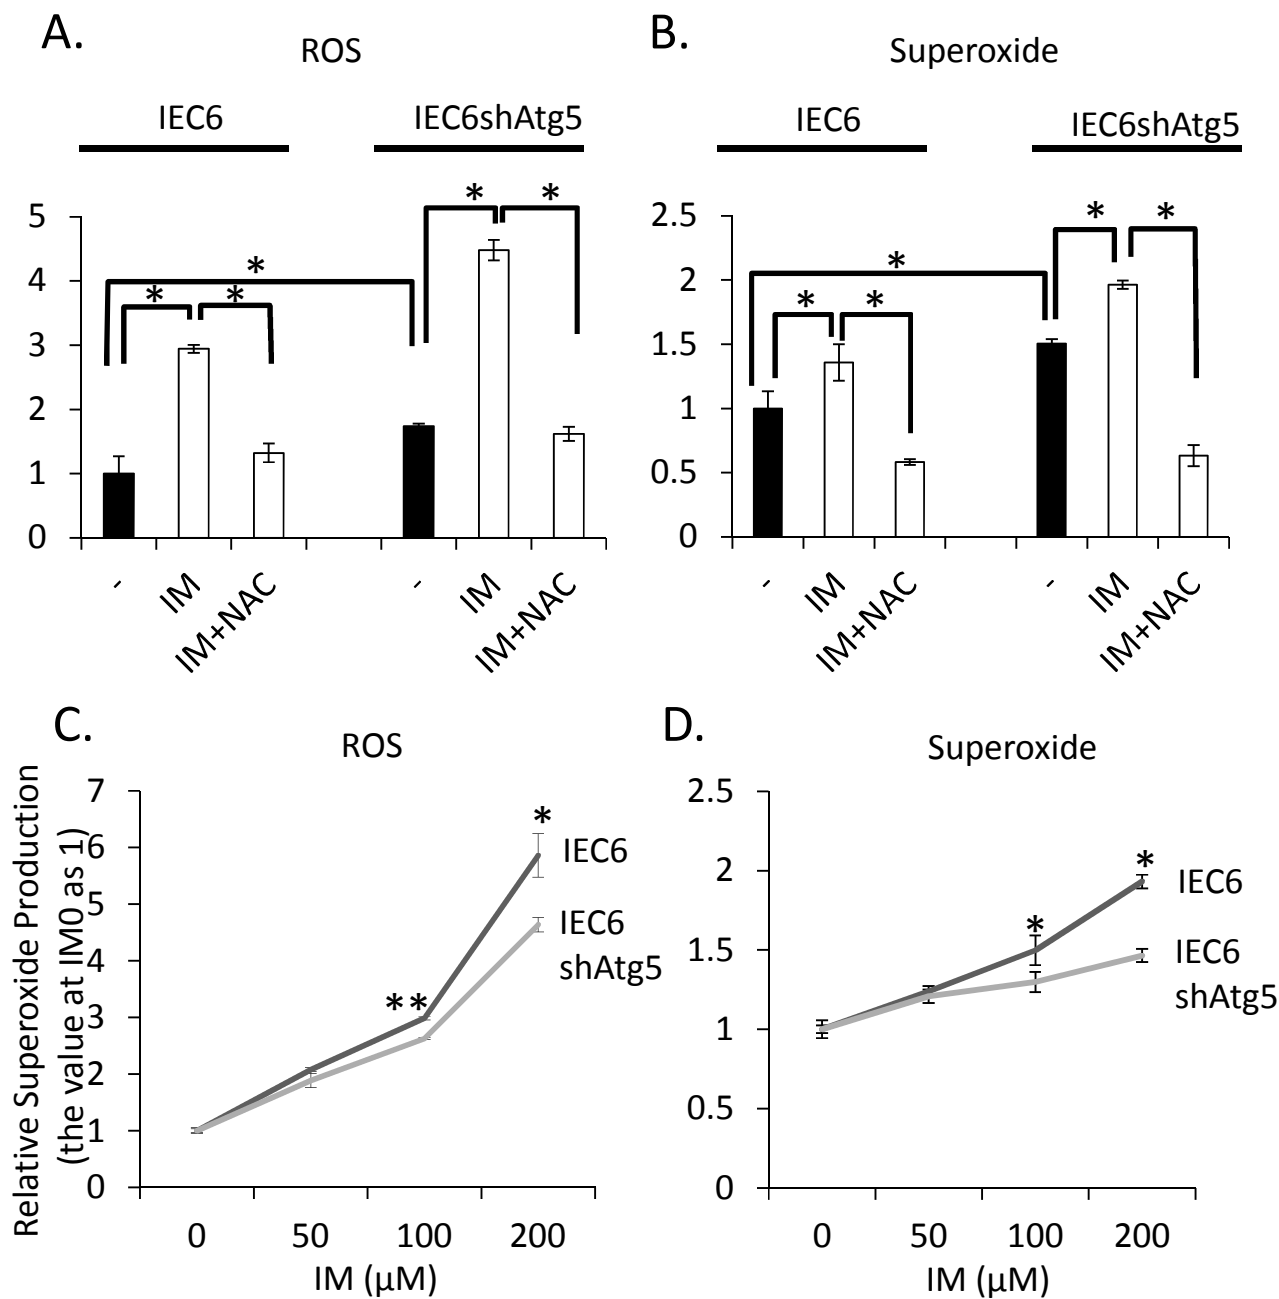 A.
ROS
IEC6
IEC6shAtg5
5
4
3
2
1
0
*
*
*
*
*
-
IM
IM+NAC
-
IM
IM+NAC
B.
Superoxide
IEC6
IEC6shAtg5
2.5
2
1.5
1
0.5
0
*
*
*
*
*
-
IM
IM+NAC
-
IM
IM+NAC
C.
ROS
Relative Superoxide Production
(the value at IM0 as 1)
7
6
5
4
3
2
1
0
**
*
IEC6
IEC6
shAtg5
0 50 100 200
IM (μM)
D.
Superoxide
2.5
2
1.5
1
0.5
0
*
*
IEC6
IEC6
shAtg5
0 50 100 200
IM (μM)